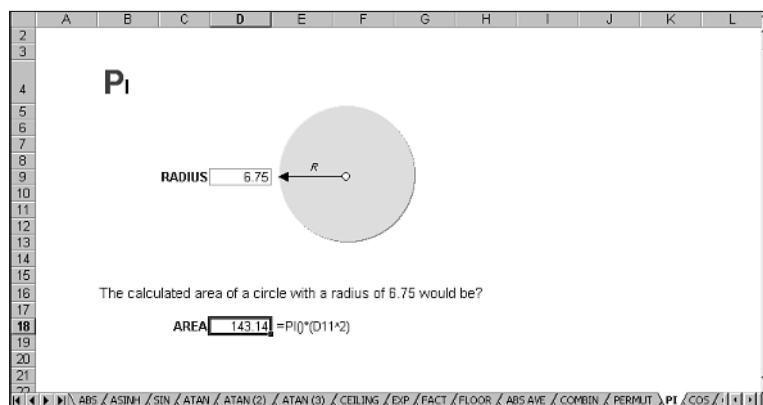 A B C D E F G H I J K L
2
3
4 PI
5
6
7
8
9 RADIUS 6.75 R
10
11
12
13
14
15
16 The calculated area of a circle with a radius of 6.75 would be?
17
18 AREA 143.14 =PI()*(D11^2)
19
20
21
22
ABS ASINH SIN ATAN ATAN (2) ATAN (3) CEILING EXP FACT FLOOR ABS AVE COMBIN PERMUT PI COS